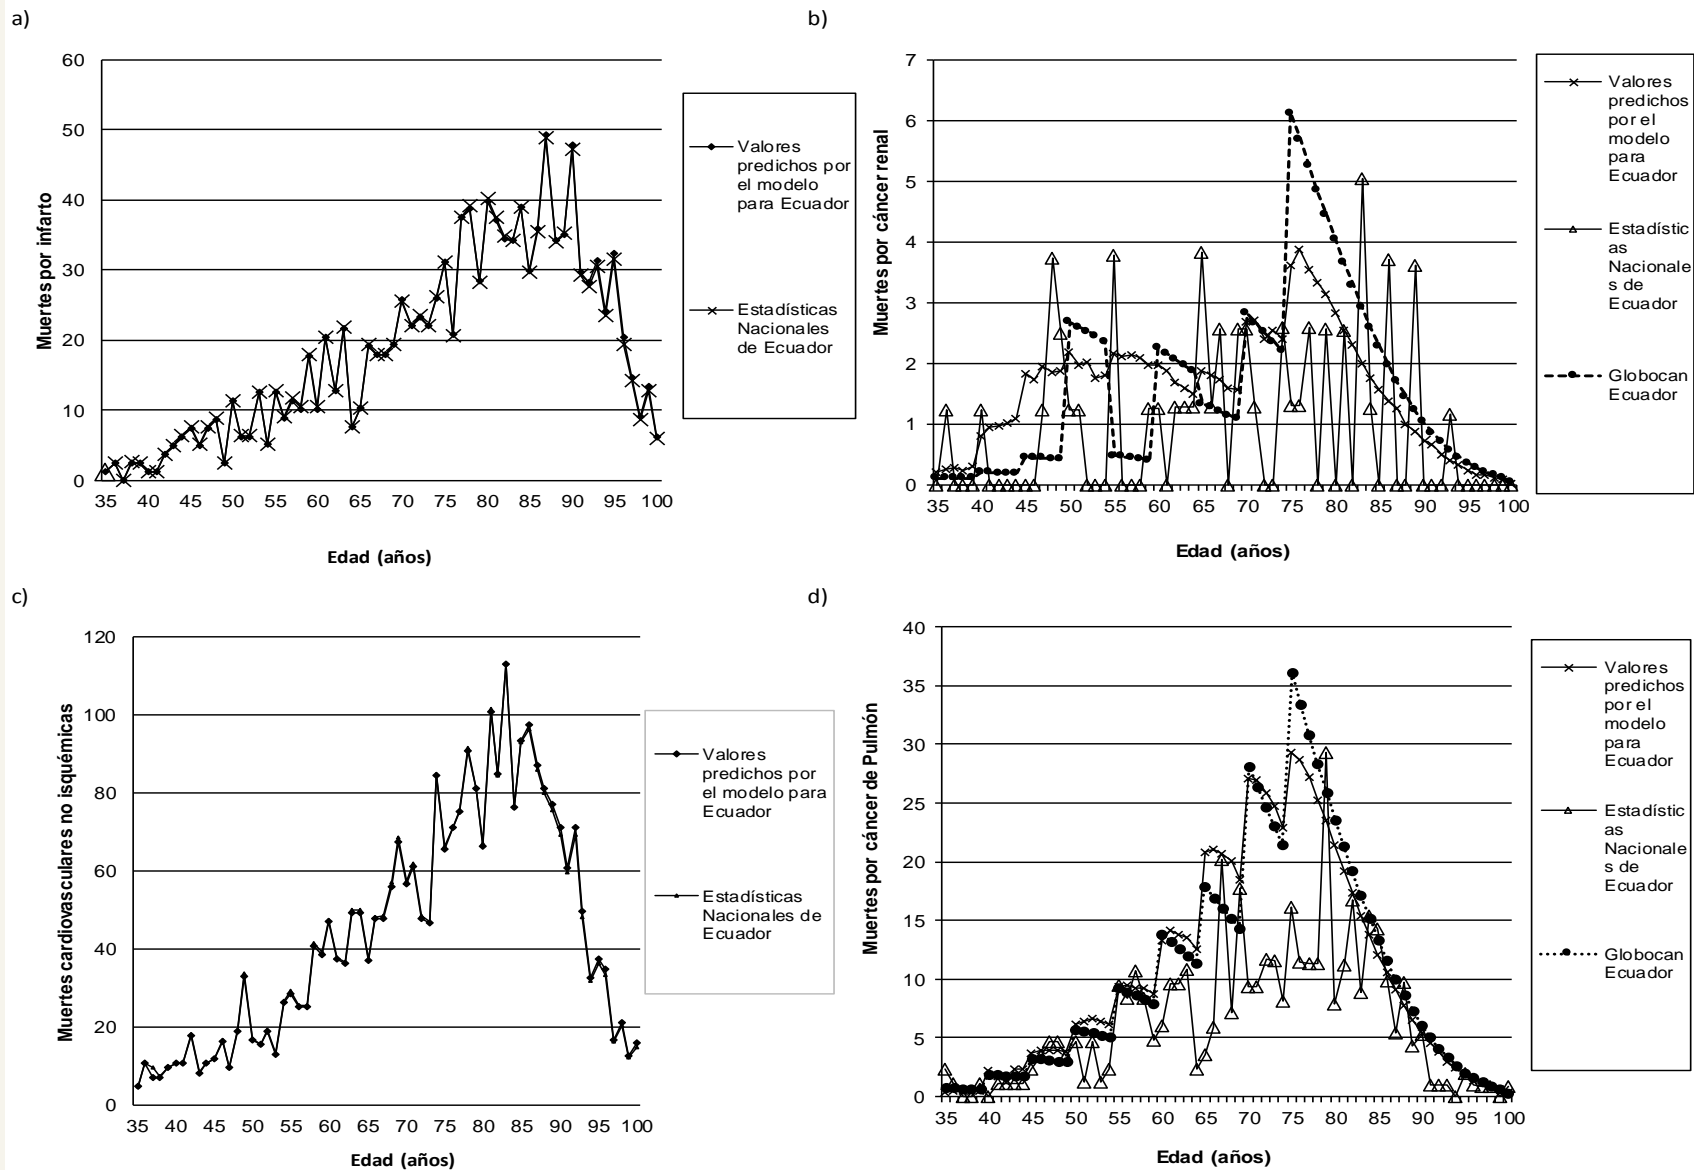 a)
60
50
40
30
20
10
0
Muertes por infarto
35 40 45 50 55 60 65 70 75 80 85 90 95 100
Edad (años)
Valores
predichos por
el modelo
para Ecuador
Estadísticas
Nacionales
de Ecuador
b)
7
6
5
4
3
2
1
0
Muertes por cáncer renal
35 40 45 50 55 60 65 70 75 80 85 90 95 100
Edad (años)
Valores
predichos
por el
modelo
para
Ecuador
Estadístic
as
Nacionale
s de
Ecuador
Globocan
Ecuador
c)
120
100
80
60
40
20
0
Muertes cardiovasculares no isquémicas
35 40 45 50 55 60 65 70 75 80 85 90 95 100
Edad (años)
Valores
predichos por
el modelo para
Ecuador
Estadísticas
Nacionales de
Ecuador
d)
40
35
30
25
20
15
10
5
0
Muertes por cáncer de Pulmón
35 40 45 50 55 60 65 70 75 80 85 90 95 100
Edad (años)
Valores
predichos
por el
modelo
para
Ecuador
Estadístic
as
Nacionale
s de
Ecuador
Globocan
Ecuador